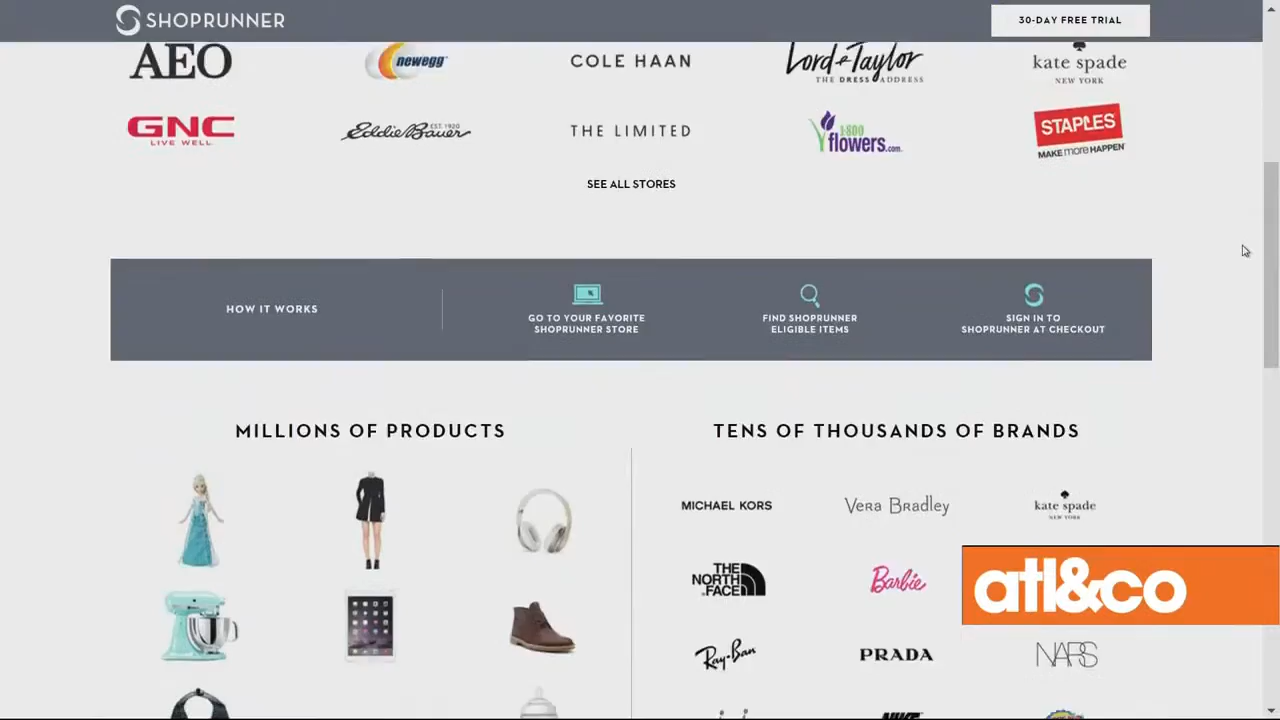 SHOPRUNNER
30-DAY FREE TRIAL
AEO
newegg
COLE HAAN
Lord & Taylor
THE DRESS ADDRESS
kate spade
NEW YORK
GNC
LIVE WELL.
EST. 1920
Eddie Bauer
THE LIMITED
1-800
flowers.com
STAPLES
MAKE more HAPPEN
SEE ALL STORES
HOW IT WORKS
GO TO YOUR FAVORITE
SHOPRUNNER STORE
FIND SHOPRUNNER
ELIGIBLE ITEMS
SIGN IN TO
SHOPRUNNER AT CHECKOUT
MILLIONS OF PRODUCTS
TENS OF THOUSANDS OF BRANDS
MICHAEL KORS
Vera Bradley
kate spade
NEW YORK
THE
NORTH
FACE
Barbie
atl&co
Ray-Ban
PRADA
NARS
NIKE